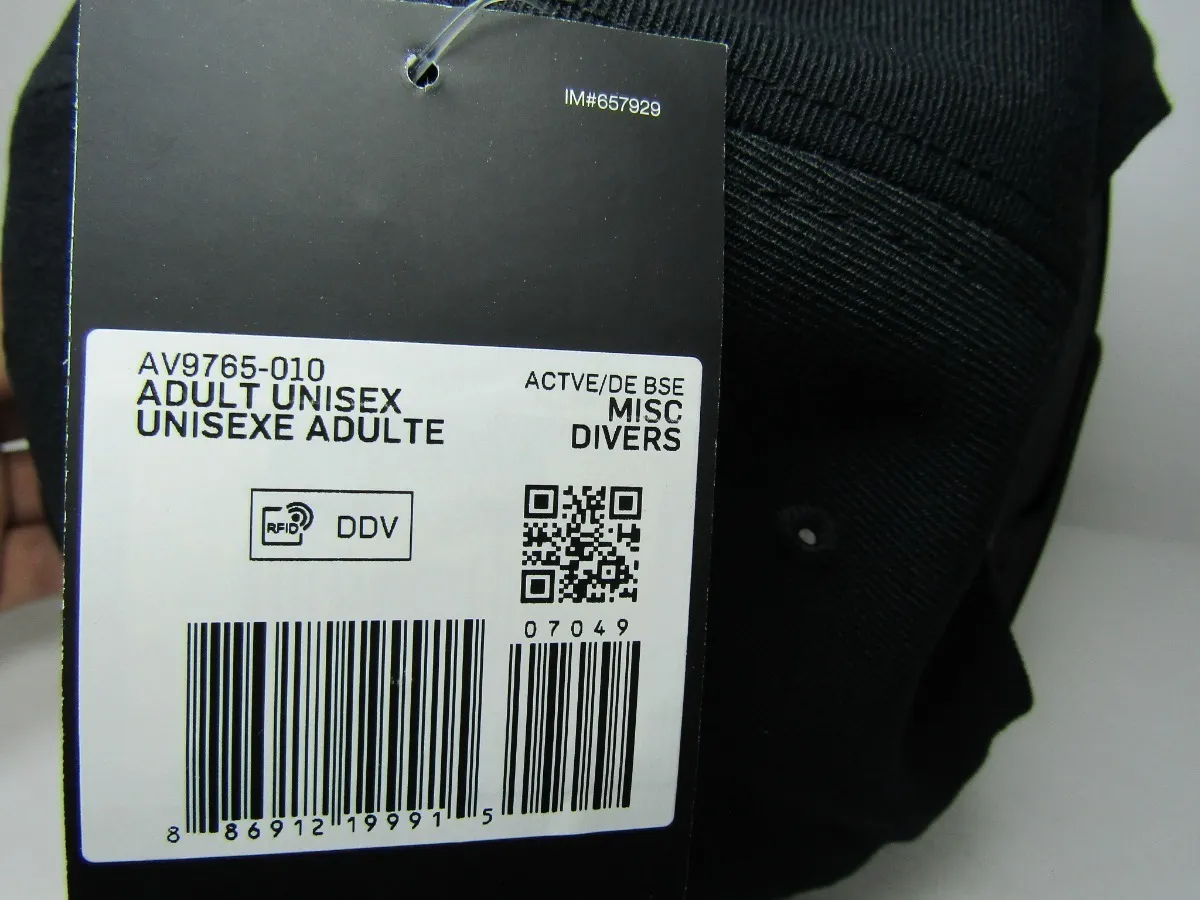 IM#657929
AV9765-010
ADULT UNISEX
UNISEXE ADULTE
ACTVE/DE BSE
MISC
DIVERS
RFID DDV
07049
8 86912 19991 5